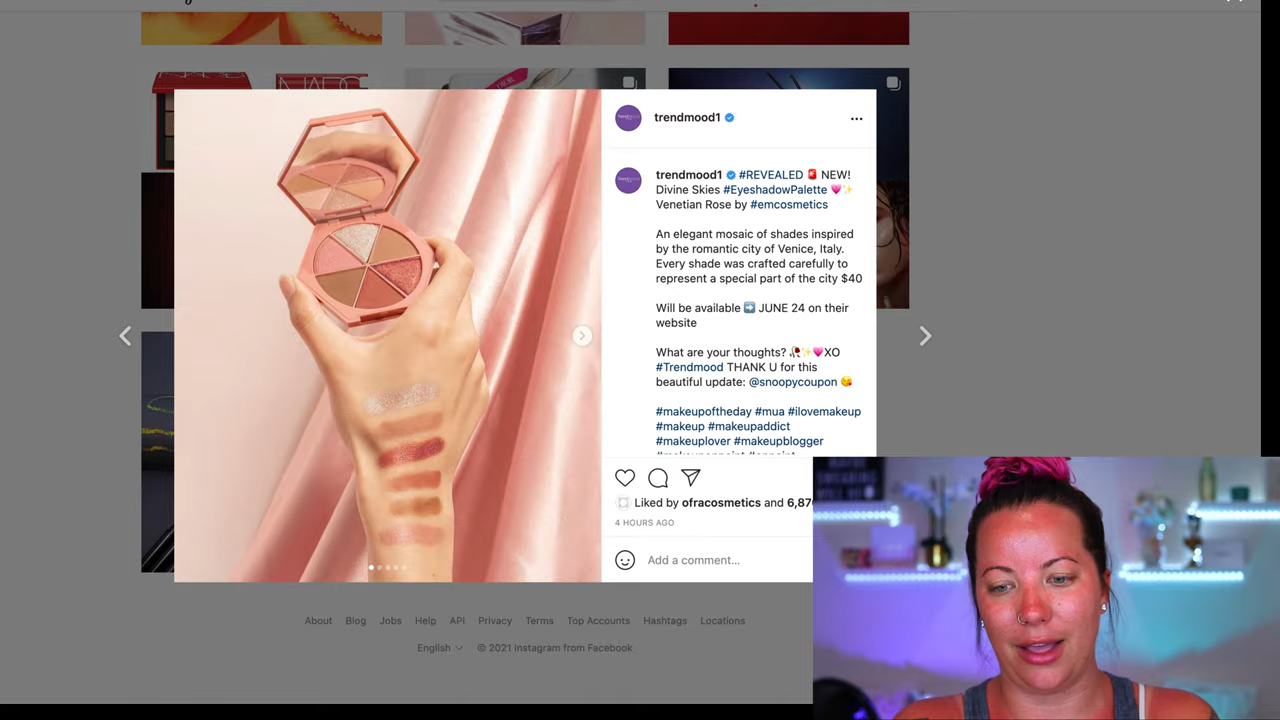 NARS
trendmood1
trendmood1 #REVEALED 🚨 NEW!
Divine Skies #EyeshadowPalette 💗✨
Venetian Rose by #emcosmetics
An elegant mosaic of shades inspired
by the romantic city of Venice, Italy.
Every shade was crafted carefully to
represent a special part of the city $40
Will be available ➡️ JUNE 24 on their
website
What are your thoughts? 🥀✨💗XO
#Trendmood THANK U for this
beautiful update: @snoopycoupon 😘
#makeupoftheday #mua #ilovemakeup
#makeup #makeupaddict
#makeuplover #makeupblogger
Liked by ofracosmetics and 6,87
4 HOURS AGO
Add a comment...
About Blog Jobs Help API Privacy Terms Top Accounts Hashtags Locations
English © 2021 Instagram from Facebook